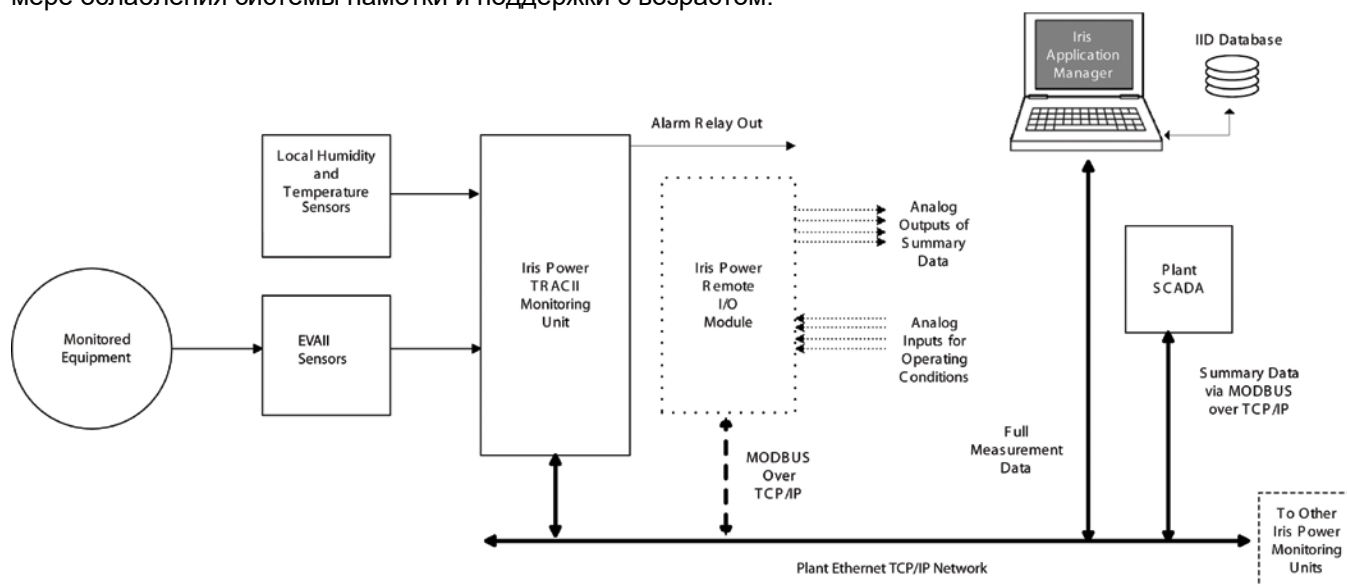 мере ослабления системы намотки и поддержки с возрастом.
Iris
Application
Manager
IID Database
Alarm Relay Out
Local Humidity
and
Temperature
Sensors
Analog
Outputs of
Summary
Data
Iris Power
TRACII
Monitoring
Unit
Iris Power
Remote
I/O
Module
Plant
SCADA
Monitored
Equipment
EVAII
Sensors
Analog
Inputs for
Operating
Conditions
Summary Data
via MODBUS
over TCP/IP
Full
Measurement
Data
MODBUS
Over
TCP/IP
To Other
Iris Power
Monitoring
Units
Plant Ethernet TCP/IP Network